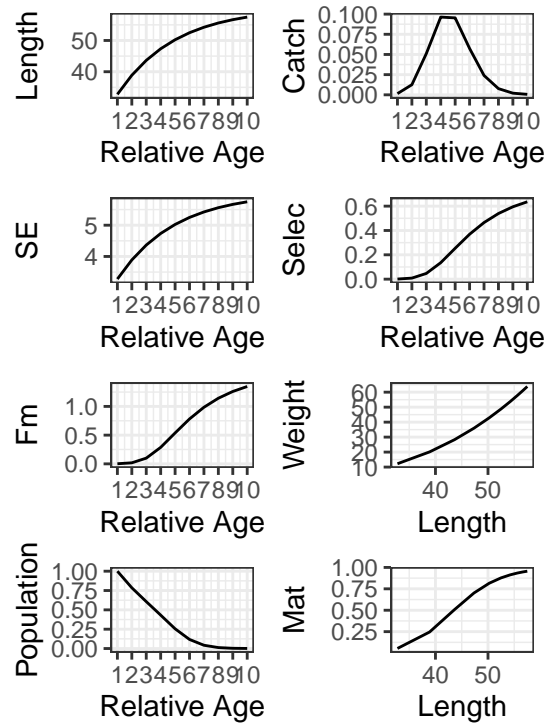 Length
50
40
12345678910
Relative Age
Catch
0.100
0.075
0.050
0.025
0.000
12345678910
Relative Age
SE
5
4
12345678910
Relative Age
Selec
0.6
0.4
0.2
0.0
12345678910
Relative Age
Fm
1.0
0.5
0.0
12345678910
Relative Age
Weight
60
50
40
30
20
10
40 50
Length
Population
1.00
0.75
0.50
0.25
0.00
12345678910
Relative Age
Mat
1.00
0.75
0.50
0.25
40 50
Length